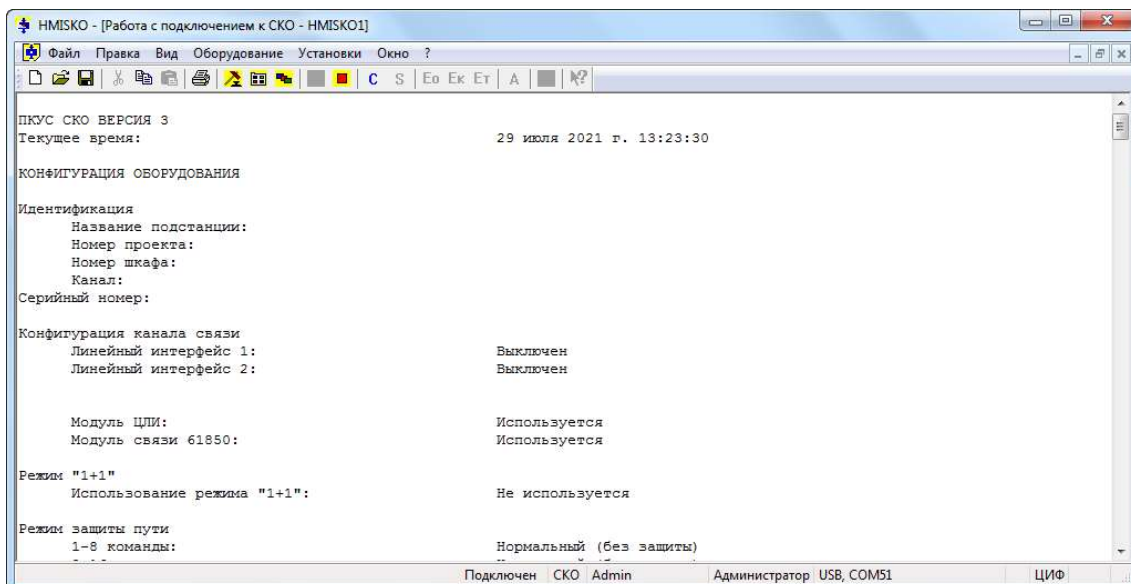 HMISKO - [Работа с подключением к СКО - HMISKO1]
Файл Правка Вид Оборудование Установки Окно ?
C S Eo Ек Ет A
ПКУС СКО ВЕРСИЯ 3
Текущее время: 29 июля 2021 г. 13:23:30
КОНФИГУРАЦИЯ ОБОРУДОВАНИЯ
Идентификация
Название подстанции:
Номер проекта:
Номер шкафа:
Канал:
Серийный номер:
Конфигурация канала связи
Линейный интерфейс 1: Выключен
Линейный интерфейс 2: Выключен
Модуль ЦЛИ: Используется
Модуль связи 61850: Используется
Режим "1+1"
Использование режима "1+1": Не используется
Режим защиты пути
1-8 команды: Нормальный (без защиты)
Подключен СКО Admin Администратор USB, COM51 ЦИФ